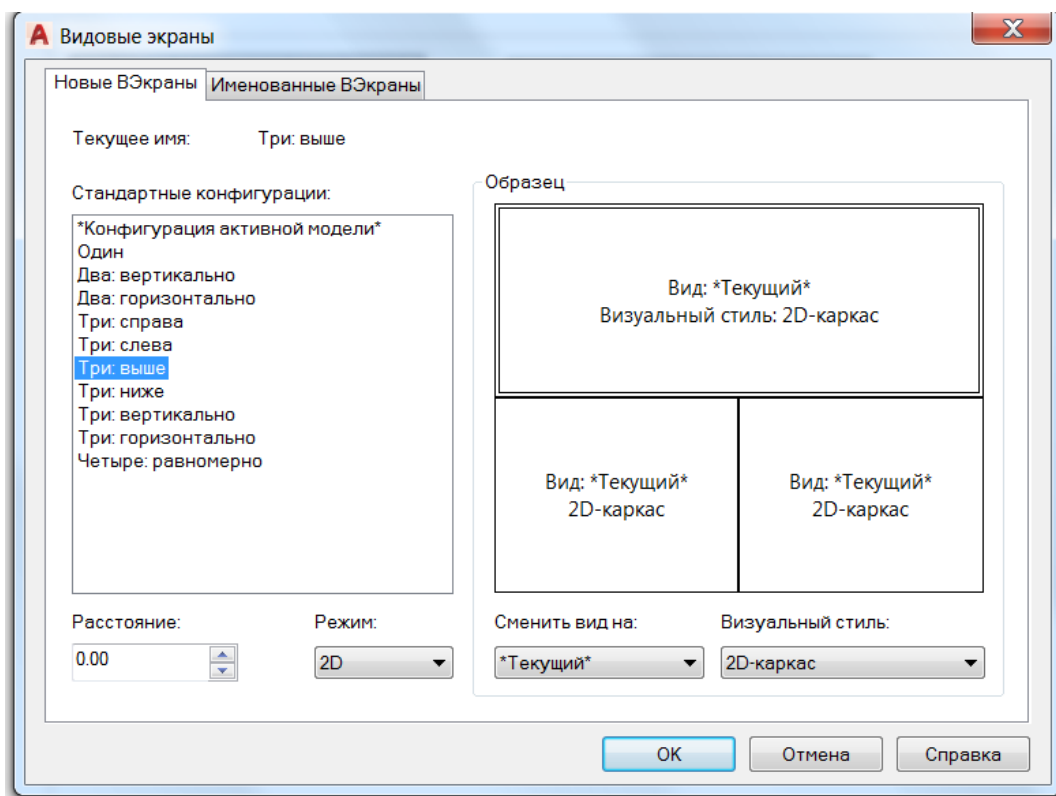 Видовые экраны
Новые ВЭкраны
Именованные ВЭкраны
Текущее имя:
Три: выше
Стандартные конфигурации:
*Конфигурация активной модели*
Один
Два: вертикально
Два: горизонтально
Три: справа
Три: слева
Три: выше
Три: ниже
Три: вертикально
Три: горизонтально
Четыре: равномерно
Расстояние:
0.00
Режим:
2D
Образец
Вид: *Текущий*
Визуальный стиль: 2D-каркас
Вид: *Текущий*
2D-каркас
Вид: *Текущий*
2D-каркас
Сменить вид на:
*Текущий*
Визуальный стиль:
2D-каркас
OK
Отмена
Справка